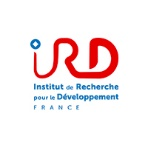 IRD
Institut de Recherche
pour le Développement
FRANCE